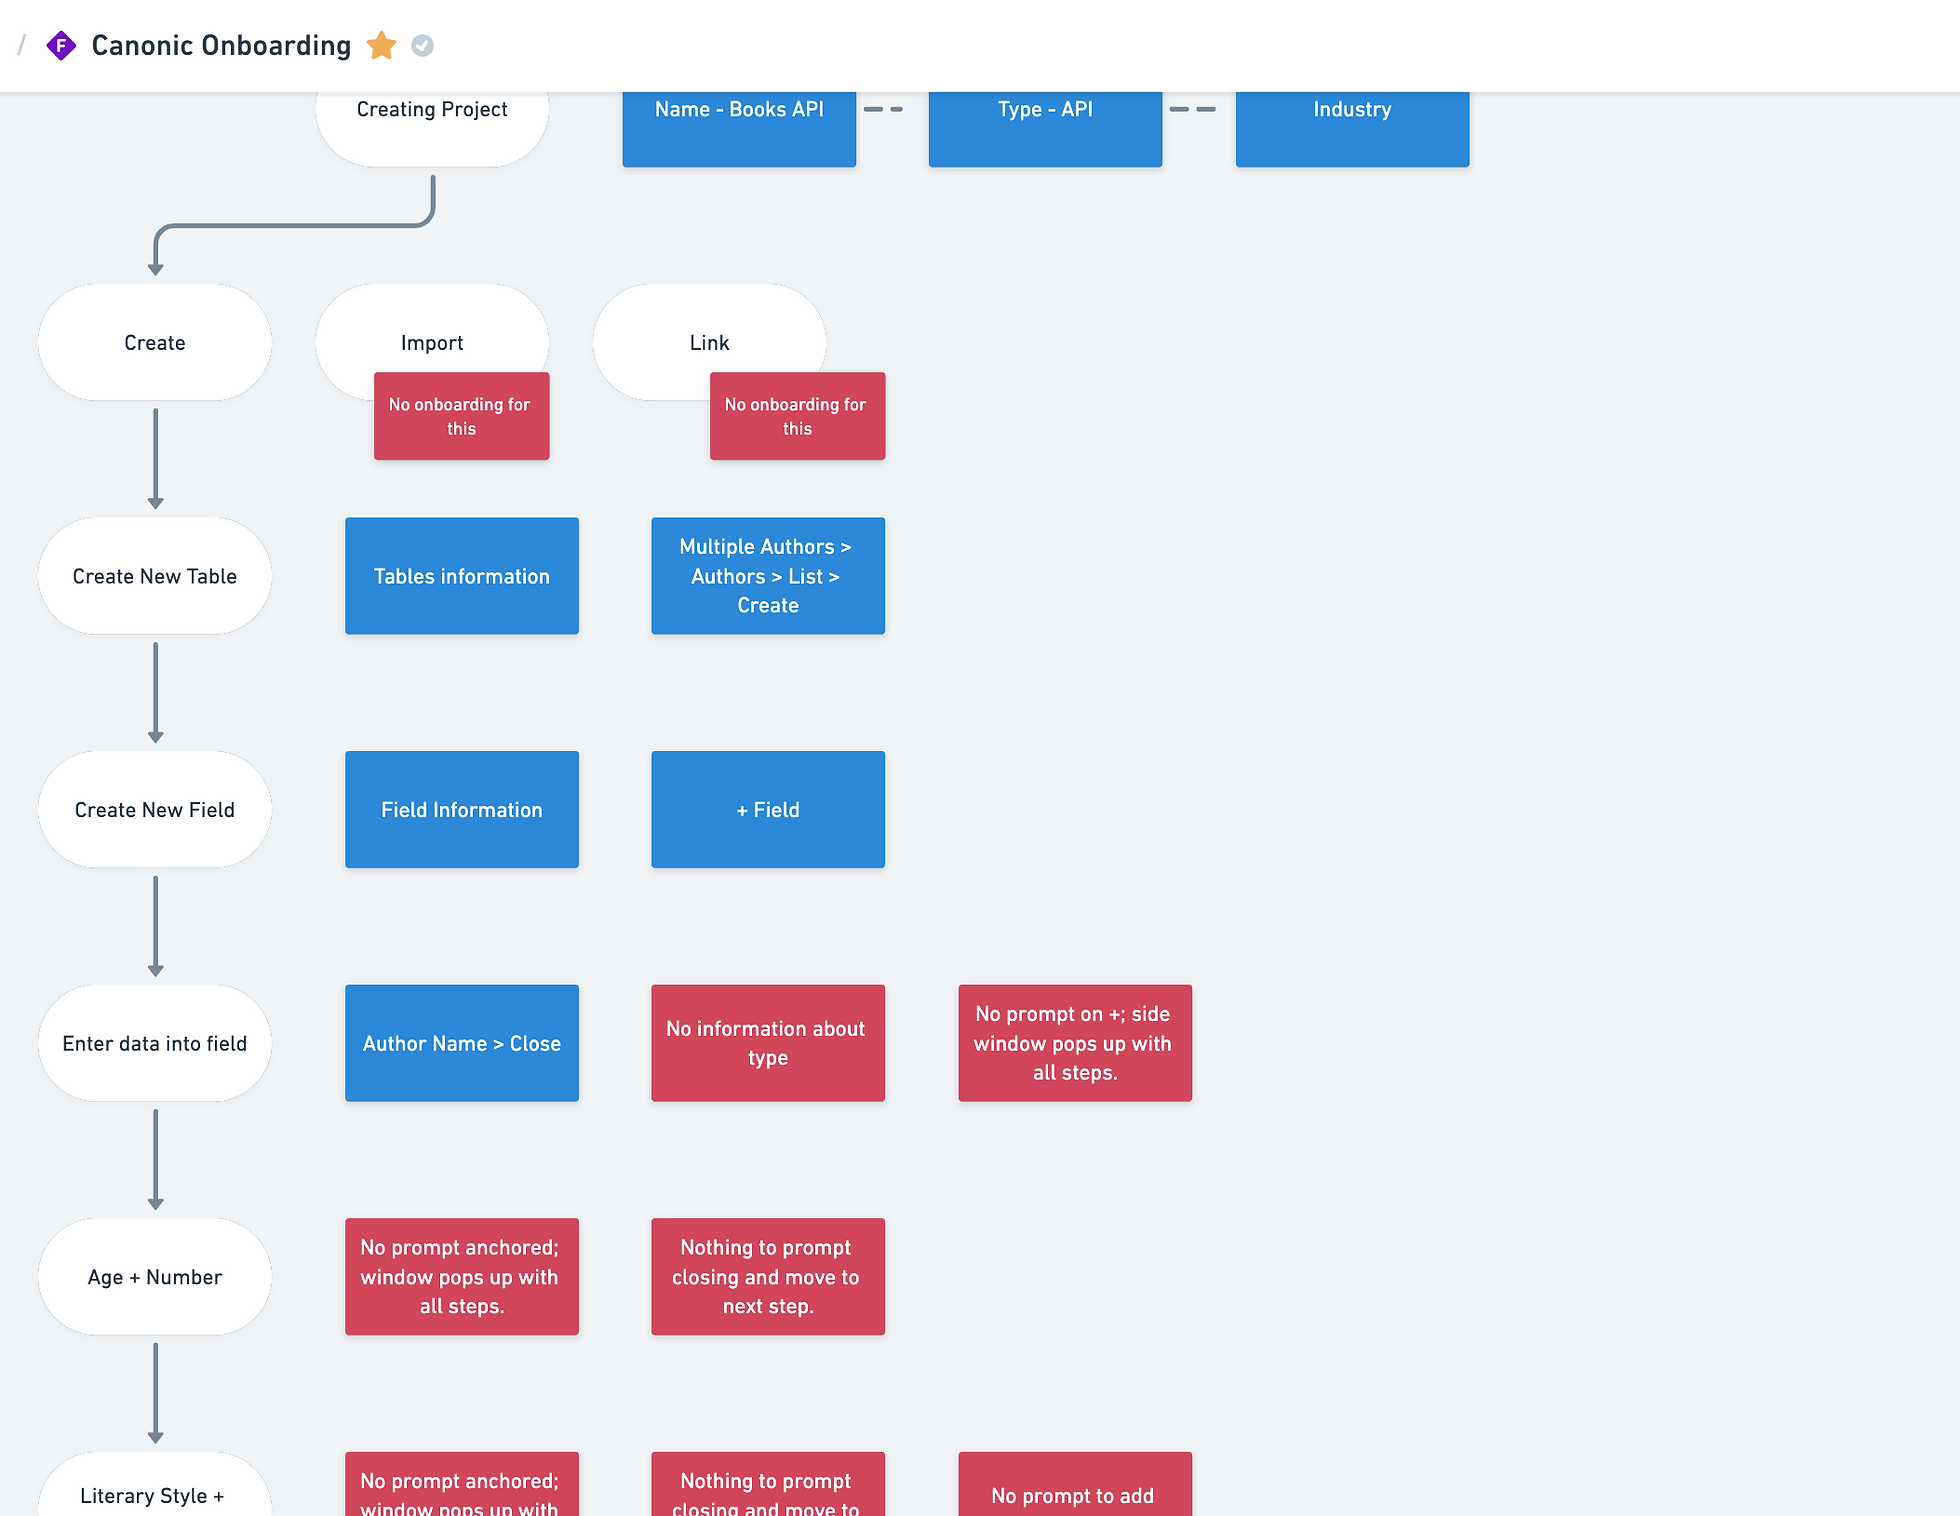 / F Canonic Onboarding
Creating Project
Name - Books API
Type - API
Industry
Create
Import
Link
No onboarding for
this
No onboarding for
this
Create New Table
Tables information
Multiple Authors >
Authors > List >
Create
Create New Field
Field Information
+ Field
Enter data into field
Author Name > Close
No information about
type
No prompt on +; side
window pops up with
all steps.
Age + Number
No prompt anchored;
window pops up with
all steps.
Nothing to prompt
closing and move to
next step.
Literary Style +
No prompt anchored;
window pops up with
Nothing to prompt
closing and move to
No prompt to add